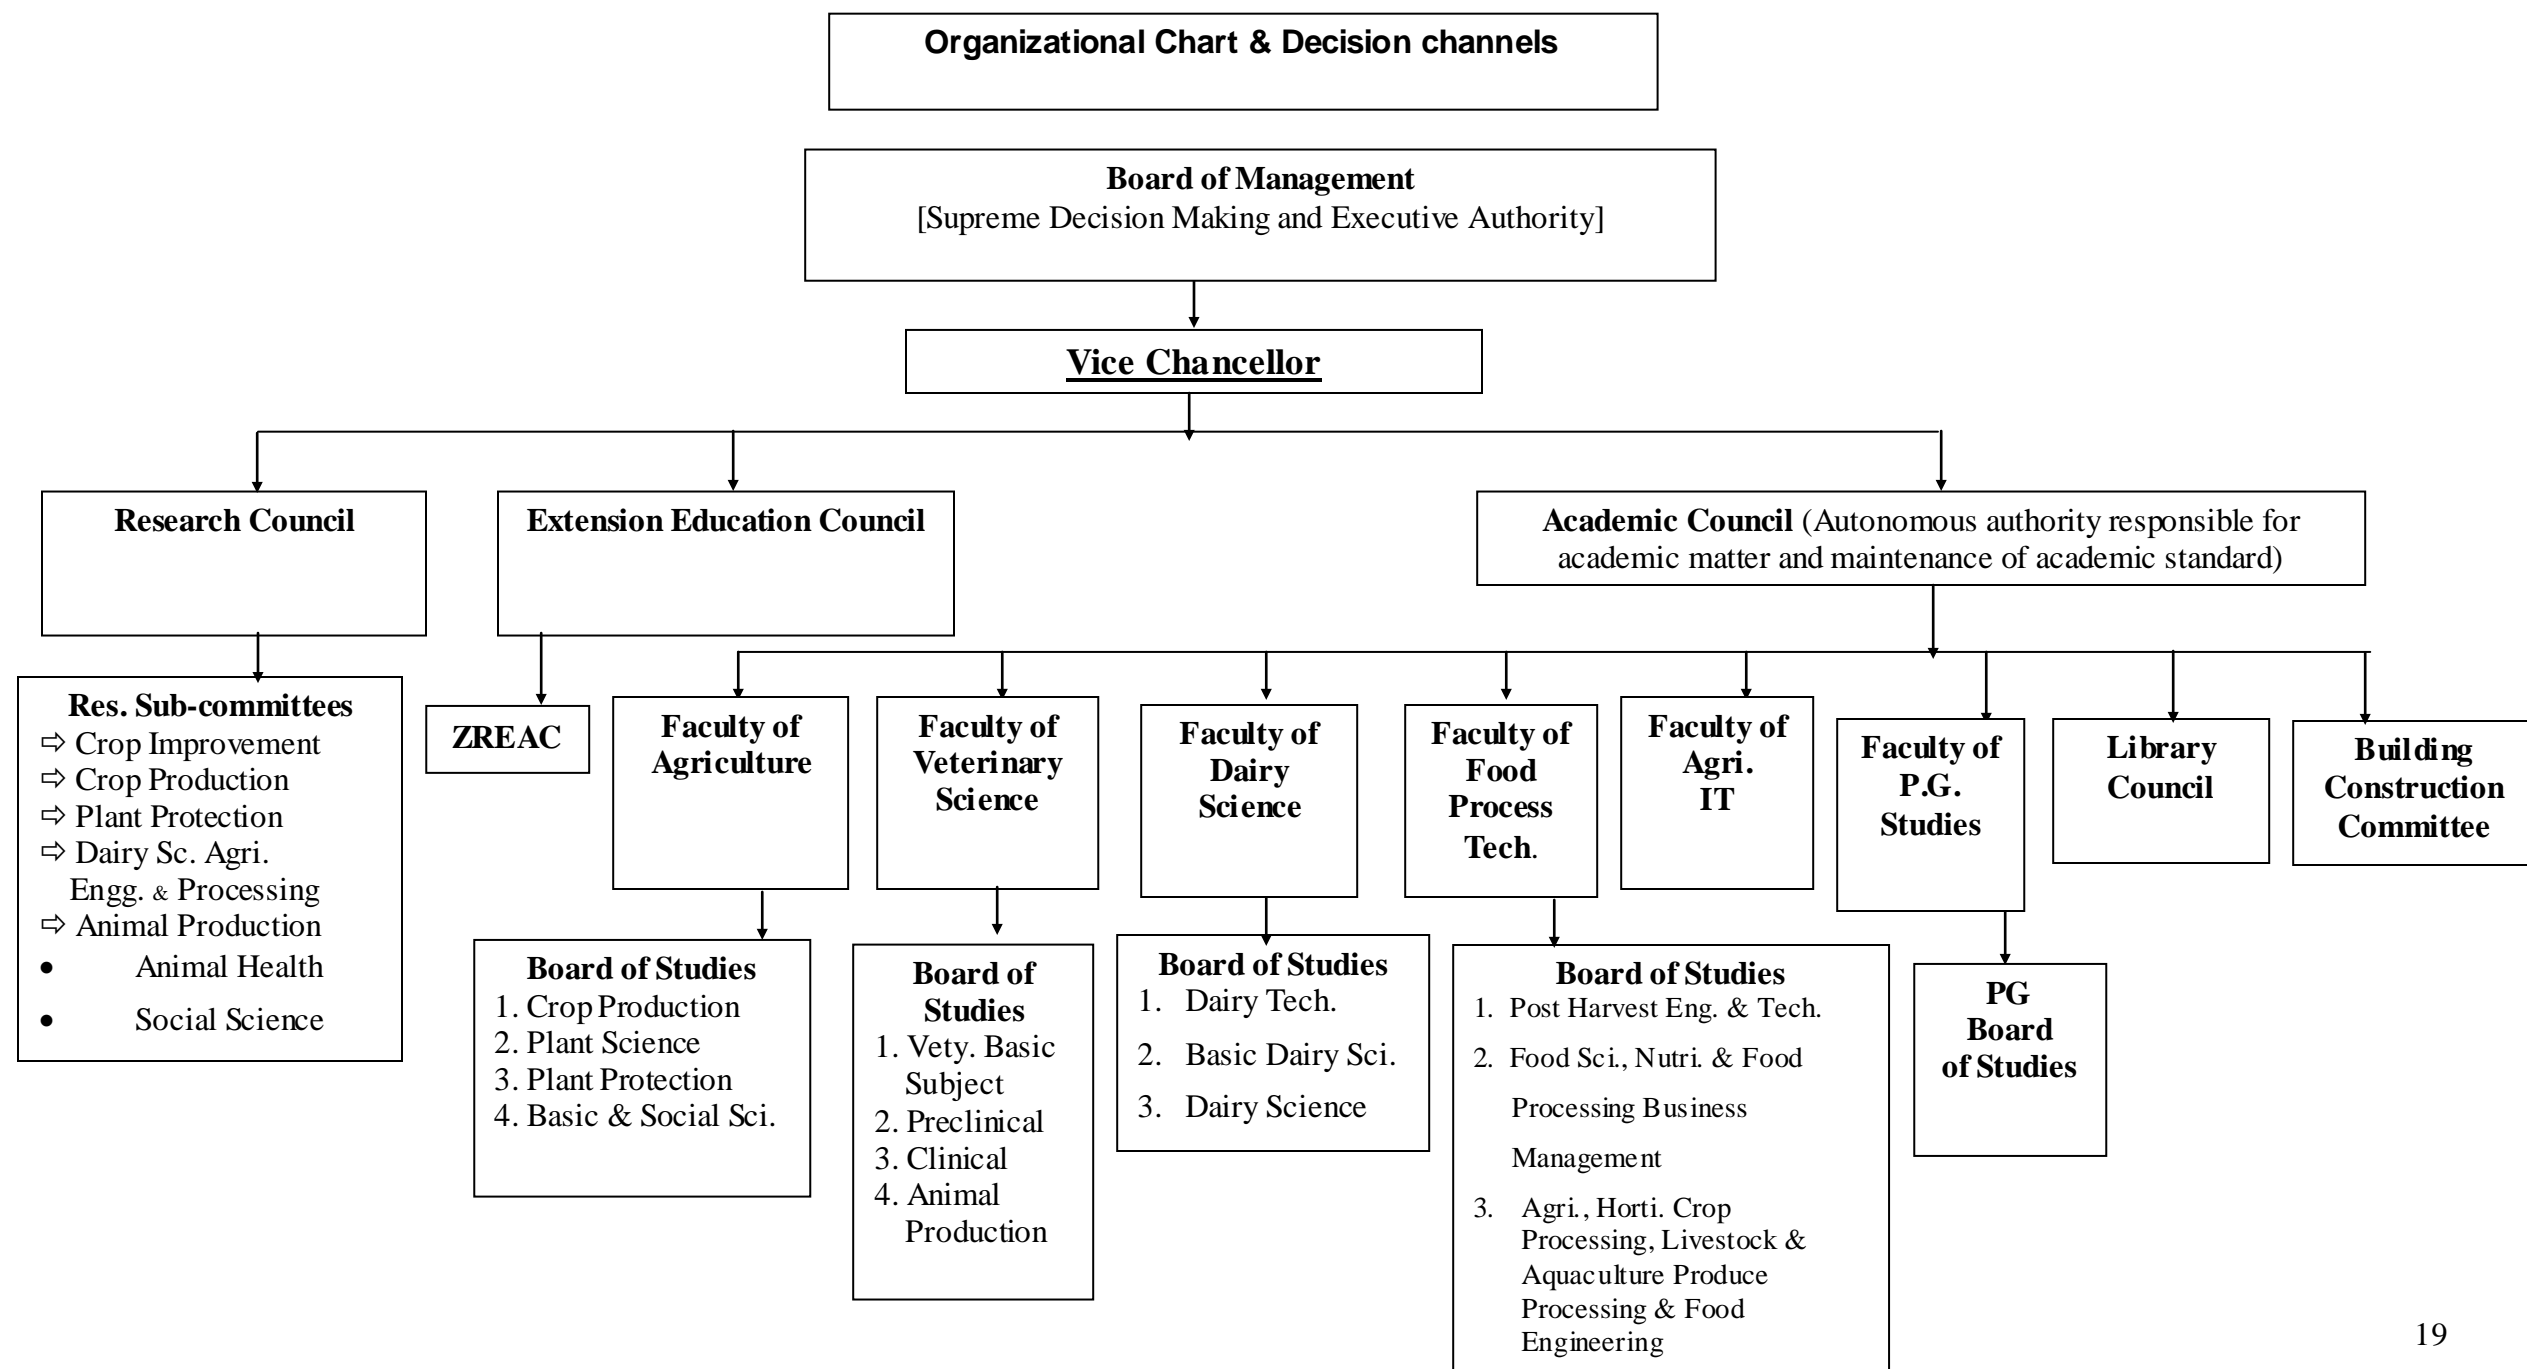 Organizational Chart & Decision channels
Board of Management
[Supreme Decision Making and Executive Authority]
Vice Chancellor
Research Council
Extension Education Council
Academic Council (Autonomous authority responsible for
academic matter and maintenance of academic standard)
Res. Sub-committees
⇨ Crop Improvement
⇨ Crop Production
⇨ Plant Protection
⇨ Dairy Sc. Agri.
Engg. & Processing
⇨ Animal Production
• Animal Health
• Social Science
ZREAC
Faculty of
Agriculture
Faculty of
Veterinary
Science
Faculty of
Dairy
Science
Faculty of
Food
Process
Tech.
Faculty of
Agri.
IT
Faculty of
P.G.
Studies
Library
Council
Building
Construction
Committee
Board of Studies
1. Crop Production
2. Plant Science
3. Plant Protection
4. Basic & Social Sci.
Board of
Studies
1. Vety. Basic
Subject
2. Preclinical
3. Clinical
4. Animal
Production
Board of Studies
1. Dairy Tech.
2. Basic Dairy Sci.
3. Dairy Science
Board of Studies
1. Post Harvest Eng. & Tech.
2. Food Sci., Nutri. & Food
Processing Business
Management
3. Agri., Horti. Crop
Processing, Livestock &
Aquaculture Produce
Processing & Food
Engineering
PG
Board
of Studies
19